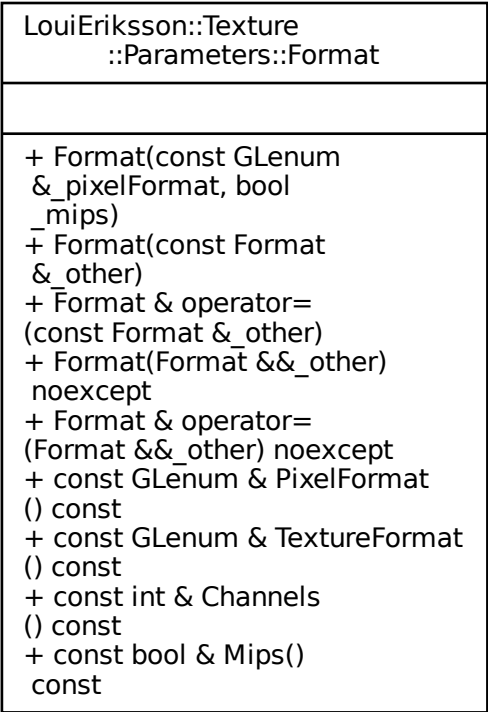 LouiEriksson::Texture
::Parameters::Format
+ Format(const GLenum
&_pixelFormat, bool
_mips)
+ Format(const Format
&_other)
+ Format & operator=
(const Format &_other)
+ Format(Format &&_other)
noexcept
+ Format & operator=
(Format &&_other) noexcept
+ const GLenum & PixelFormat
() const
+ const GLenum & TextureFormat
() const
+ const int & Channels
() const
+ const bool & Mips()
const